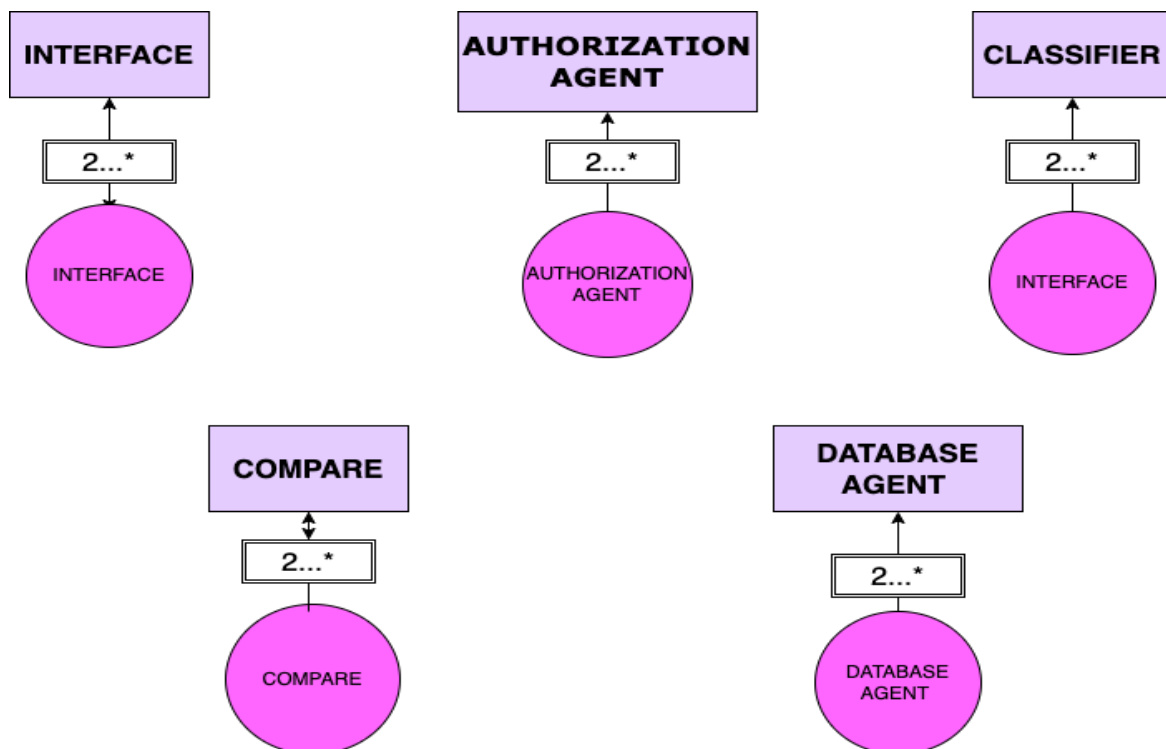 INTERFACE
2...*
INTERFACE
AUTHORIZATION
AGENT
2...*
AUTHORIZATION
AGENT
CLASSIFIER
2...*
INTERFACE
COMPARE
2...*
COMPARE
DATABASE
AGENT
2...*
DATABASE
AGENT